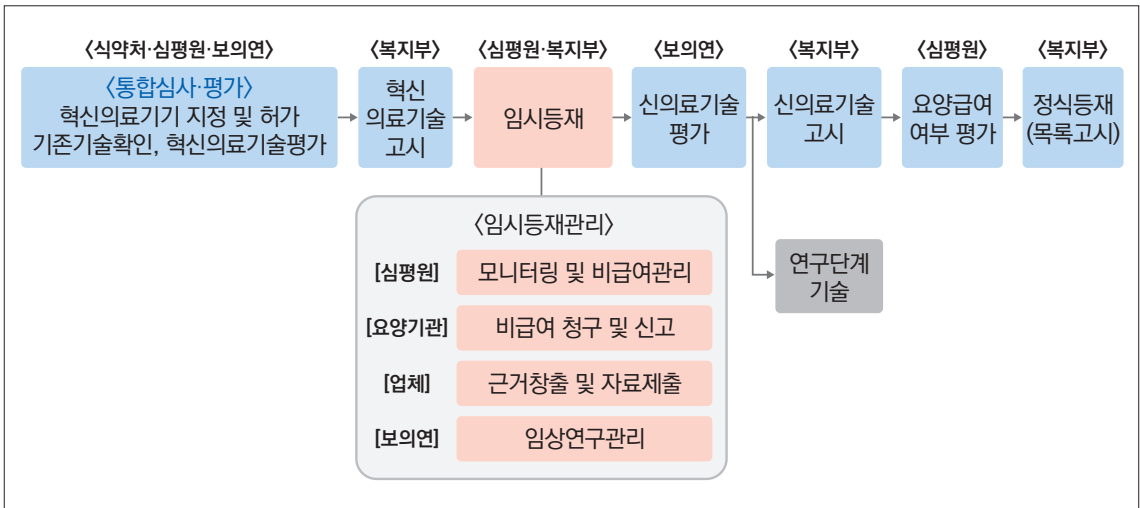 〈식약처·심평원·보의연〉
〈통합심사·평가〉
혁신의료기기 지정 및 허가
기존기술확인, 혁신의료기술평가
〈복지부〉
혁신
의료기술
고시
〈심평원·복지부〉
임시등재
〈보의연〉
신의료기술
평가
〈복지부〉
신의료기술
고시
〈심평원〉
요양급여
여부 평가
〈복지부〉
정식등재
(목록고시)
연구단계
기술
〈임시등재관리〉
[심평원] 모니터링 및 비급여관리
[요양기관] 비급여 청구 및 신고
[업체] 근거창출 및 자료제출
[보의연] 임상연구관리